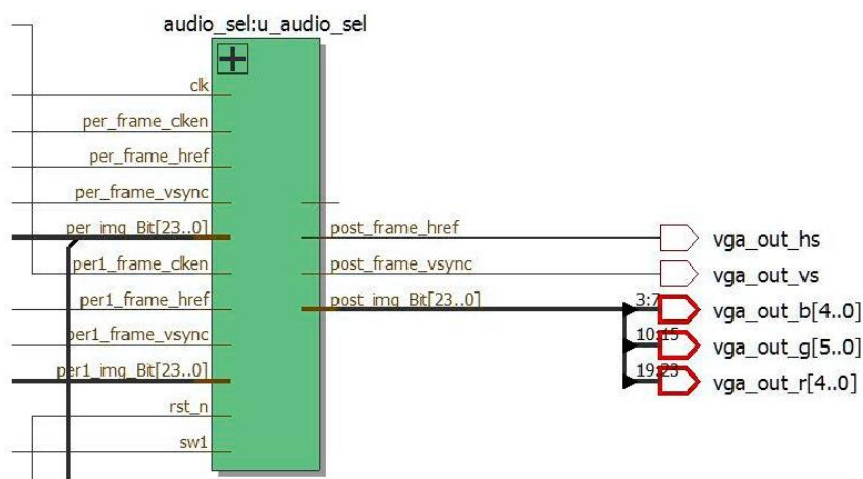 audio_sel:u_audio_sel
clk
per_frame_clken
per_frame_href
per_frame_vsync
per_img_Bit[23..0]
per1_frame_clken
per1_frame_href
per1_frame_vsync
per1_img_Bit[23..0]
rst_n
sw1
post_frame_href
post_frame_vsync
post_img_Bit[23..0]
vga_out_hs
vga_out_vs
3:7
vga_out_b[4..0]
10:15
vga_out_g[5..0]
19:23
vga_out_r[4..0]